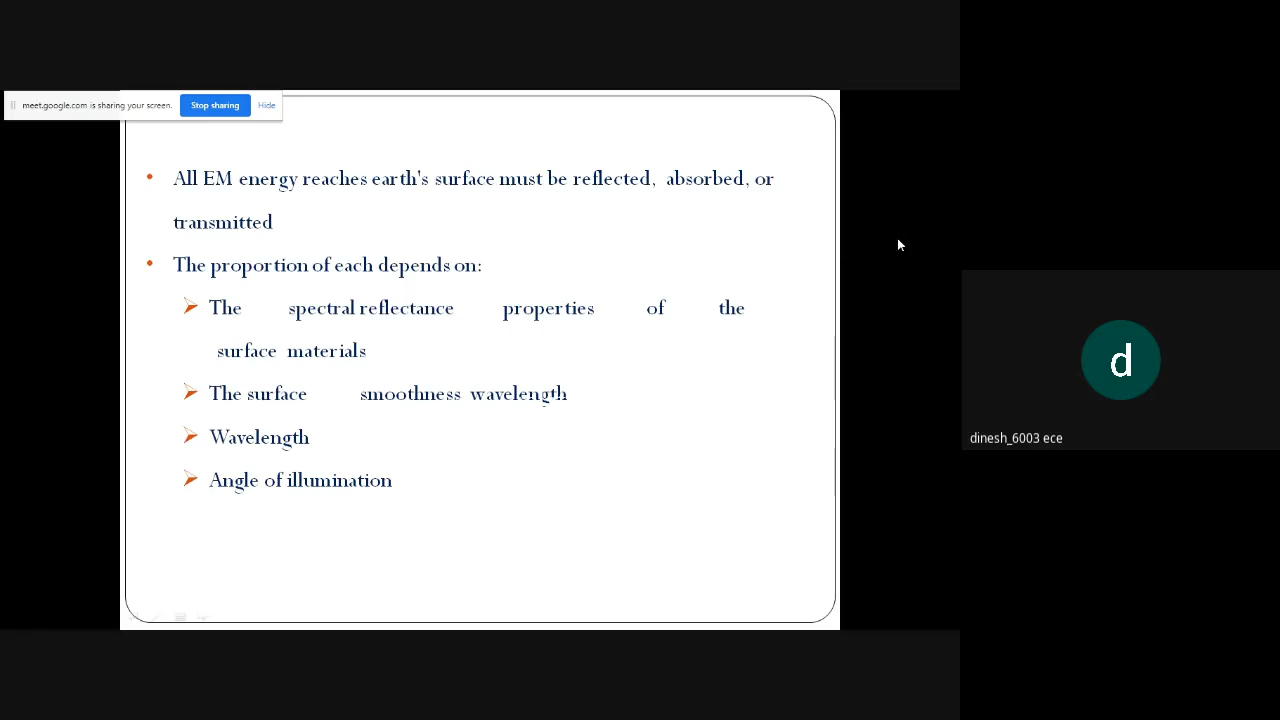 meet.google.com is sharing your screen. Stop sharing Hide
All EM energy reaches earth's surface must be reflected, absorbed, or
transmitted
The proportion of each depends on:
The spectral reflectance properties of the
surface materials
The surface smoothness wavelength
Wavelength
Angle of illumination
d
dinesh_6003 ece